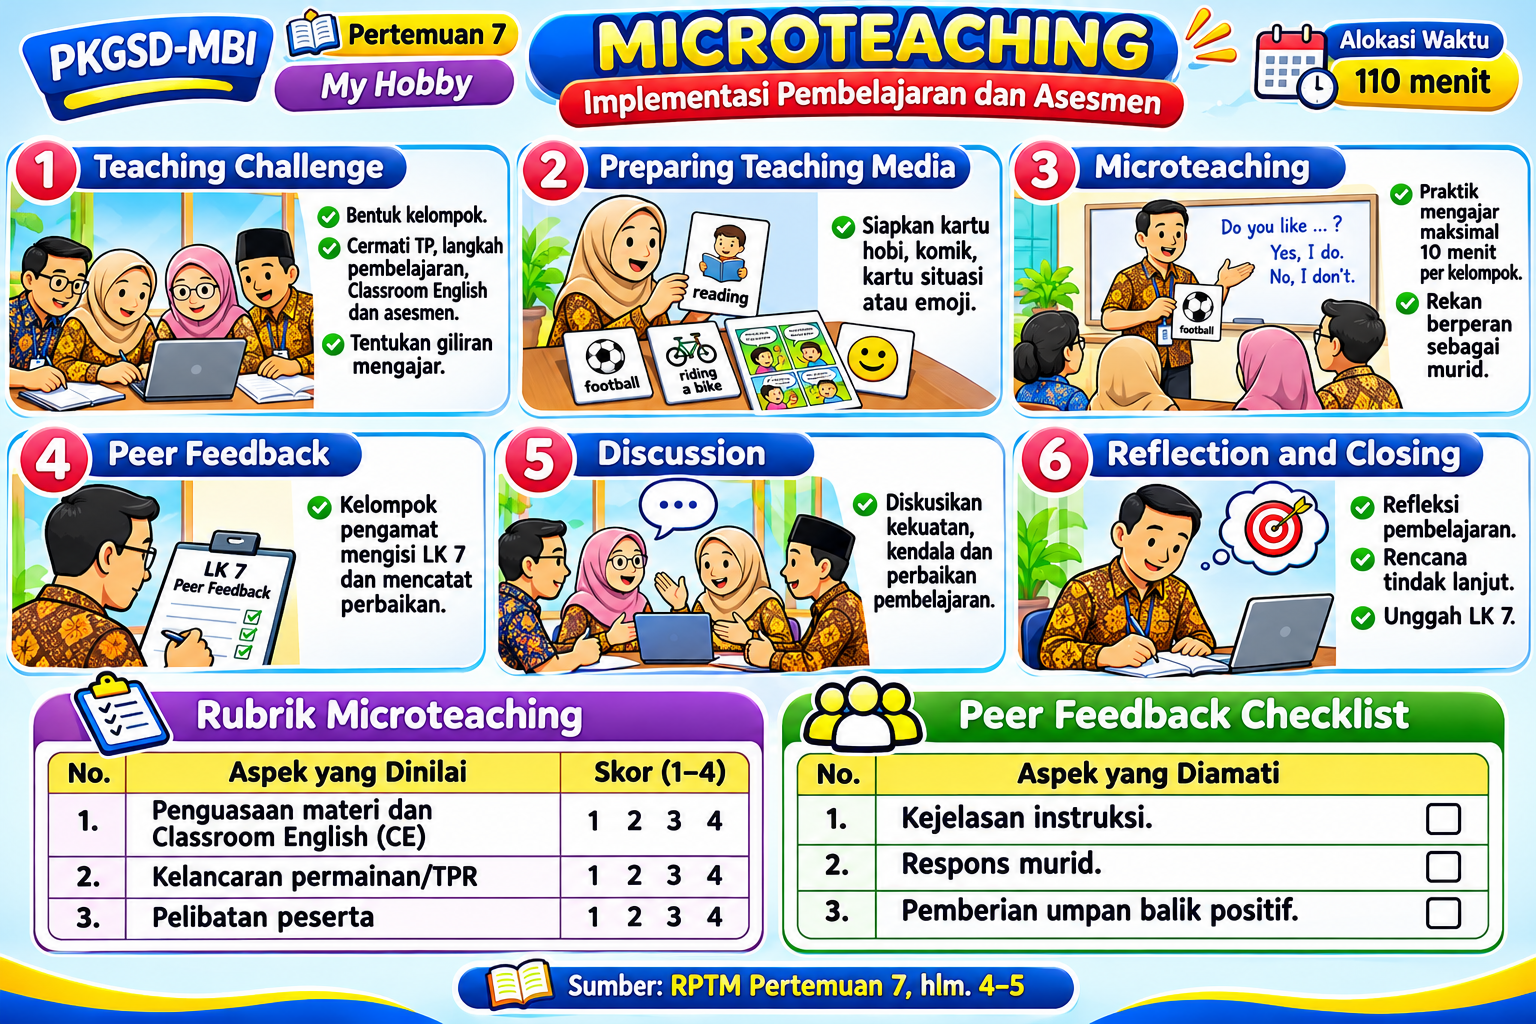 PKGSD-MBI
Pertemuan 7
My Hobby
MICROTEACHING
Implementasi Pembelajaran dan Asesmen
Alokasi Waktu
110 menit
1 Teaching Challenge
Bentuk kelompok.
Cermati TP, langkah
pembelajaran,
Classroom English
dan asesmen.
Tentukan giliran
mengajar.
2 Preparing Teaching Media
reading
football
riding
a bike
Siapkan kartu
hobi, komik,
kartu situasi
atau emoji.
3 Microteaching
Do you like ... ?
Yes, I do.
No, I don't.
football
Praktik
mengajar
maksimal
10 menit
per kelompok.
Rekan
berperan
sebagai
murid.
4 Peer Feedback
LK 7
Peer Feedback
Kelompok
pengamat
mengisi LK 7
dan mencatat
perbaikan.
5 Discussion
Diskusikan
kekuatan,
kendala dan
perbaikan
pembelajaran.
6 Reflection and Closing
Refleksi
pembelajaran.
Rencana
tindak lanjut.
Unggah LK 7.
Rubrik Microteaching
No. Aspek yang Dinilai Skor (1–4)
1. Penguasaan materi dan
Classroom English (CE) 1 2 3 4
2. Kelancaran permainan/TPR 1 2 3 4
3. Pelibatan peserta 1 2 3 4
Peer Feedback Checklist
No. Aspek yang Diamati
1. Kejelasan instruksi.
2. Respons murid.
3. Pemberian umpan balik positif.
Sumber: RPTM Pertemuan 7, hlm. 4–5